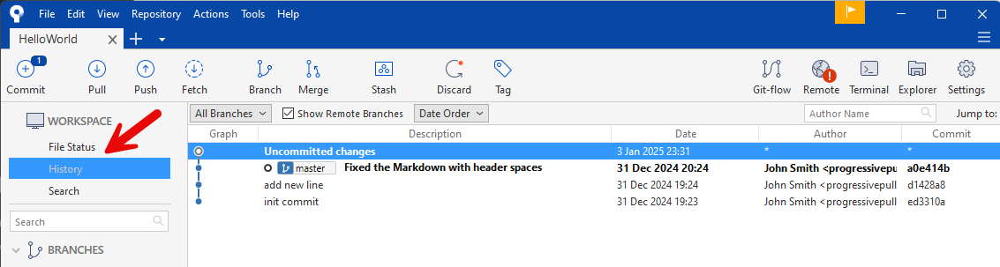 File Edit View Repository Actions Tools Help
HelloWorld
1
Commit Pull Push Fetch Branch Merge Stash Discard Tag Git-flow Remote Terminal Explorer Settings
WORKSPACE
File Status
History
Search
Search
BRANCHES
All Branches Show Remote Branches Date Order Author Name Jump to:
Graph Description Date Author Commit
Uncommitted changes 3 Jan 2025 23:31 * *
master Fixed the Markdown with header spaces 31 Dec 2024 20:24 John Smith <progressivepu a0e414b
add new line 31 Dec 2024 19:24 John Smith <progressivepull d1428a8
init commit 31 Dec 2024 19:23 John Smith <progressivepull ed3310a